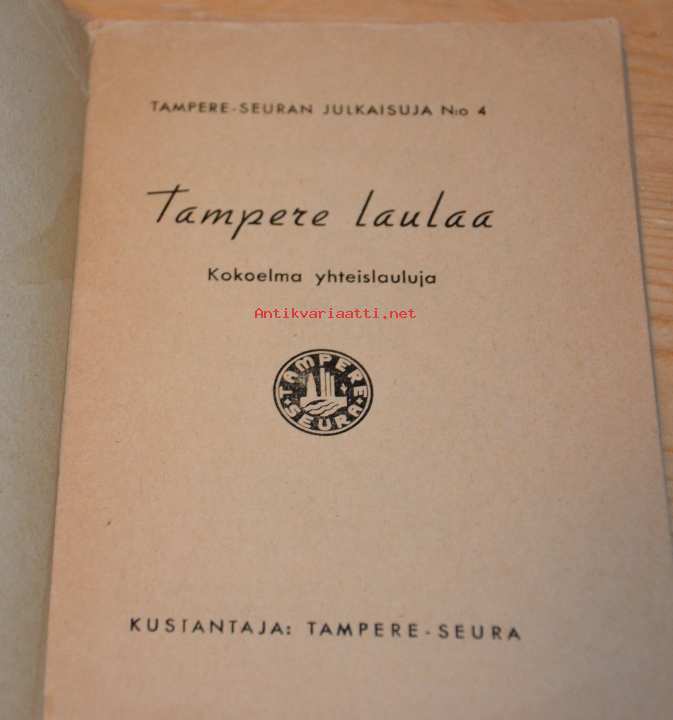 TAMPERE-SEURAN JULKAISUJA N:o 4
Tampere laulaa
Kokoelma yhteislauluja
Antikvariaatti.net
TAMPERE
SEURA
KUSTANTAJA: TAMPERE-SEURA